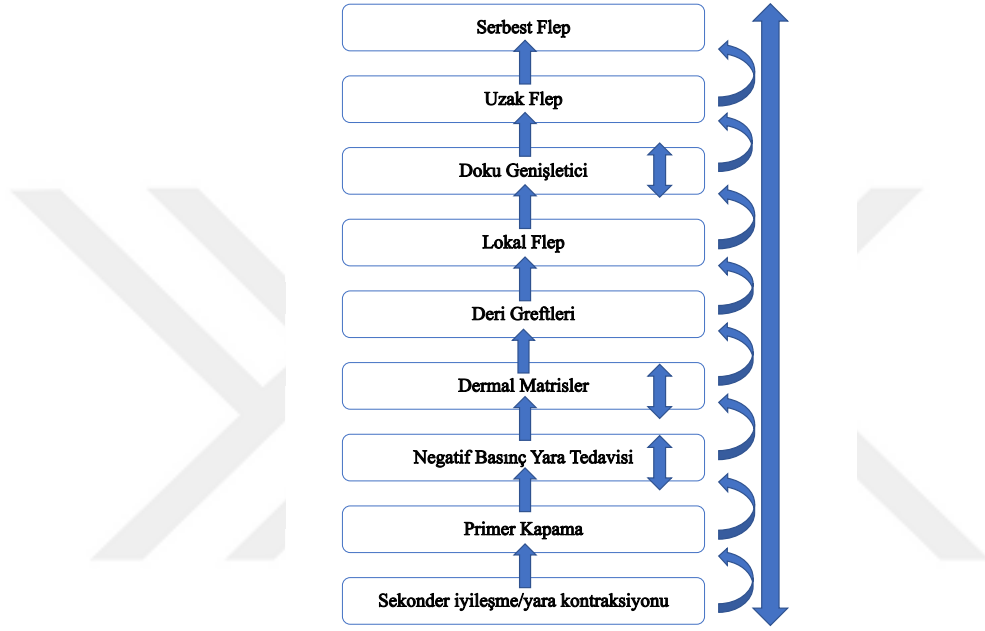 Serbest Flep
Uzak Flep
Doku Genişletici
Lokal Flep
Deri Greftleri
Dermal Matrisler
Negatif Basınç Yara Tedavisi
Primer Kapama
Sekonder iyileşme/yara kontraksiyonu